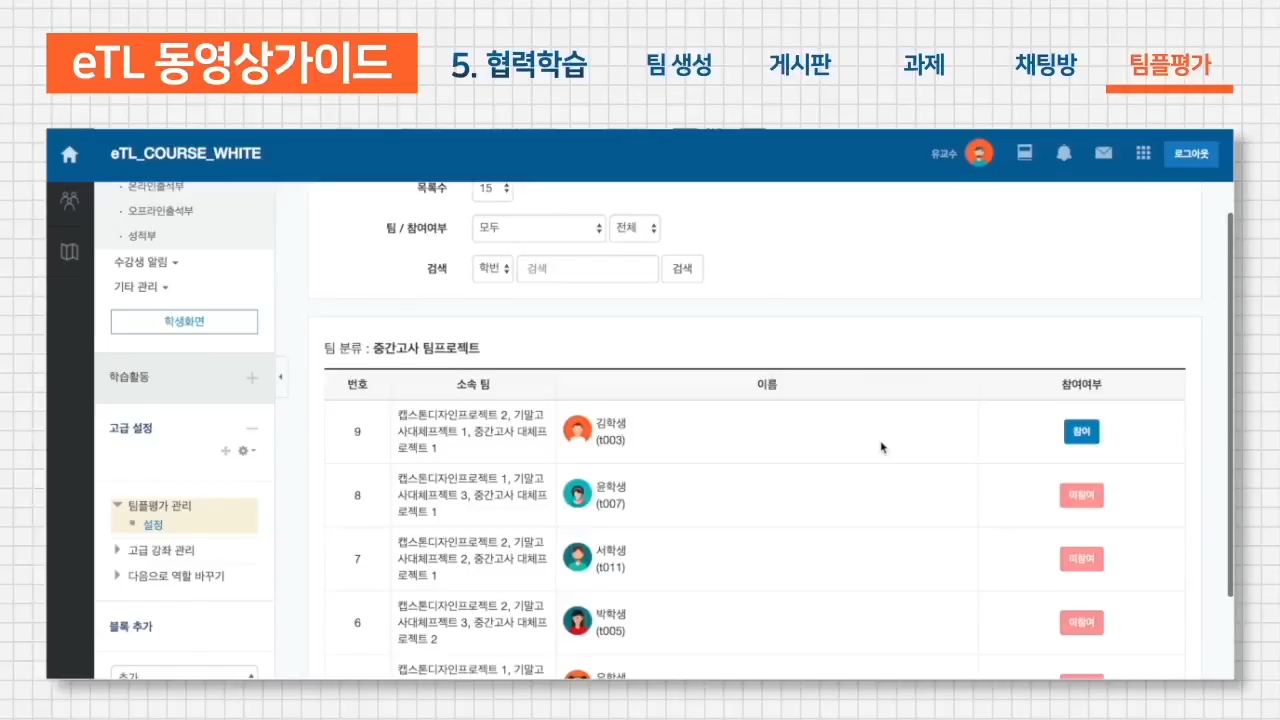 eTL 동영상가이드
5. 협력학습
팀 생성
게시판
과제
채팅방
팀플평가
eTL_COURSE_WHITE
유교수
로그아웃
· 온라인출석부
· 오프라인출석부
· 성적부
수강생 알림
기타 관리
학생화면
학습활동
고급 설정
팀플평가 관리
설정
고급 강좌 관리
다음으로 역할 바꾸기
블록 추가
추가
목록수
15
팀 / 참여여부
모두
전체
검색
학번
검색
검색
팀 분류 : 중간고사 팀프로젝트
번호
소속 팀
이름
참여여부
9
캡스톤디자인프로젝트 2, 기말고
사대체프젝트 1, 중간고사 대체프
로젝트 1
김학생
(t003)
참여
8
캡스톤디자인프로젝트 1, 기말고
사대체프젝트 3, 중간고사 대체프
로젝트 1
윤학생
(t007)
미참여
7
캡스톤디자인프로젝트 2, 기말고
사대체프젝트 2, 중간고사 대체프
로젝트 1
서학생
(t011)
미참여
6
캡스톤디자인프로젝트 2, 기말고
사대체프젝트 3, 중간고사 대체프
로젝트 2
박학생
(t005)
미참여
캡스톤디자인프로젝트 1, 기말고